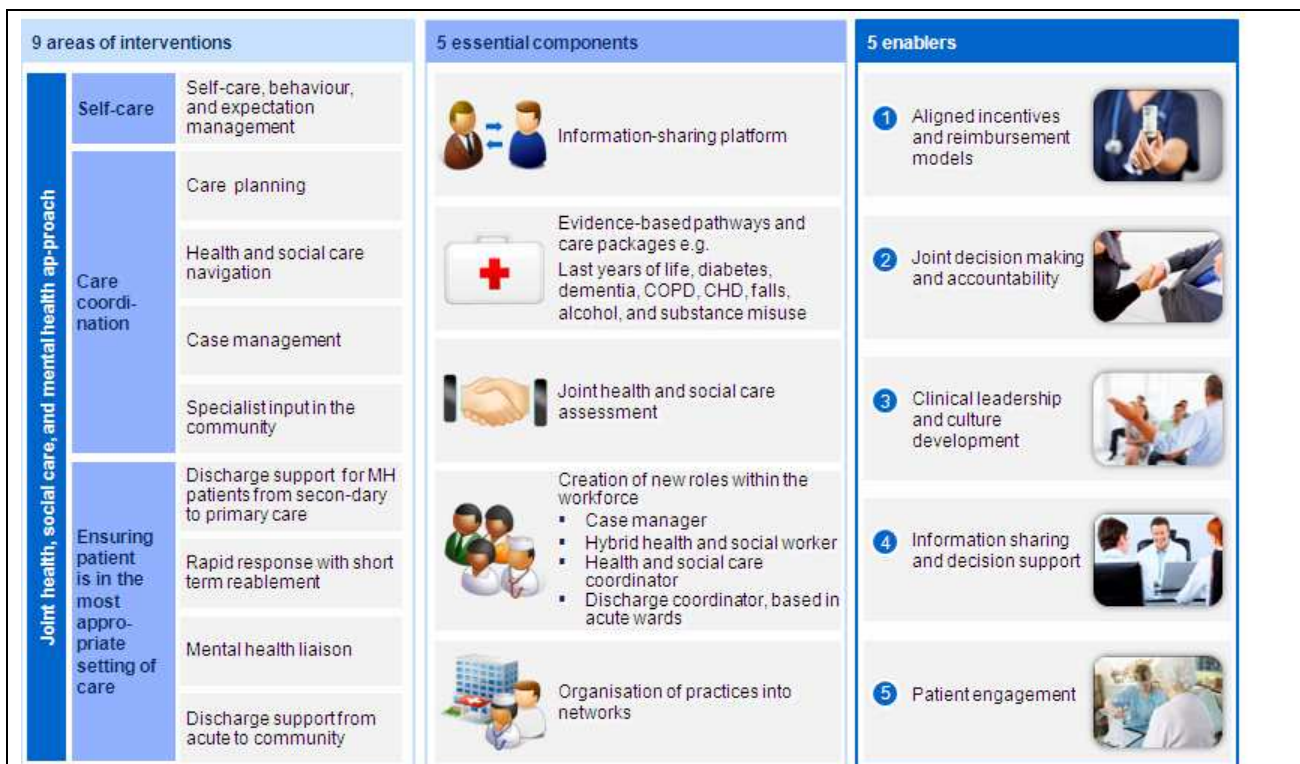 9 areas of interventions
Joint health, social care, and mental health ap-proach
Self-care
Self-care, behaviour,
and expectation
management
Care
coordi-
nation
Care planning
Health and social care
navigation
Case management
Specialist input in the
community
Ensuring
patient
is in the
most
appro-
priate
setting of
care
Discharge support for MH
patients from secon-dary
to primary care
Rapid response with short
term reablement
Mental health liaison
Discharge support from
acute to community
5 essential components
Information-sharing platform
Evidence-based pathways and
care packages e.g.
Last years of life, diabetes,
dementia, COPD, CHD, falls,
alcohol, and substance misuse
Joint health and social care
assessment
Creation of new roles within the
workforce
▪ Case manager
▪ Hybrid health and social worker
▪ Health and social care
coordinator
▪ Discharge coordinator, based in
acute wards
Organisation of practices into
networks
5 enablers
1 Aligned incentives
and reimbursement
models
2 Joint decision making
and accountability
3 Clinical leadership
and culture
development
4 Information sharing
and decision support
5 Patient engagement